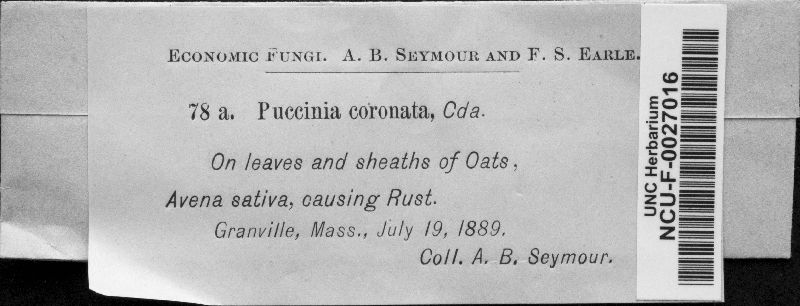 ECONOMIC FUNGI. A. B. SEYMOUR AND F. S. EARLE.
78 a. Puccinia coronata, Cda.
On leaves and sheaths of Oats,
Avena sativa, causing Rust.
Granville, Mass., July 19, 1889.
Coll. A. B. Seymour.
UNC Herbarium
NCU-F-0027016